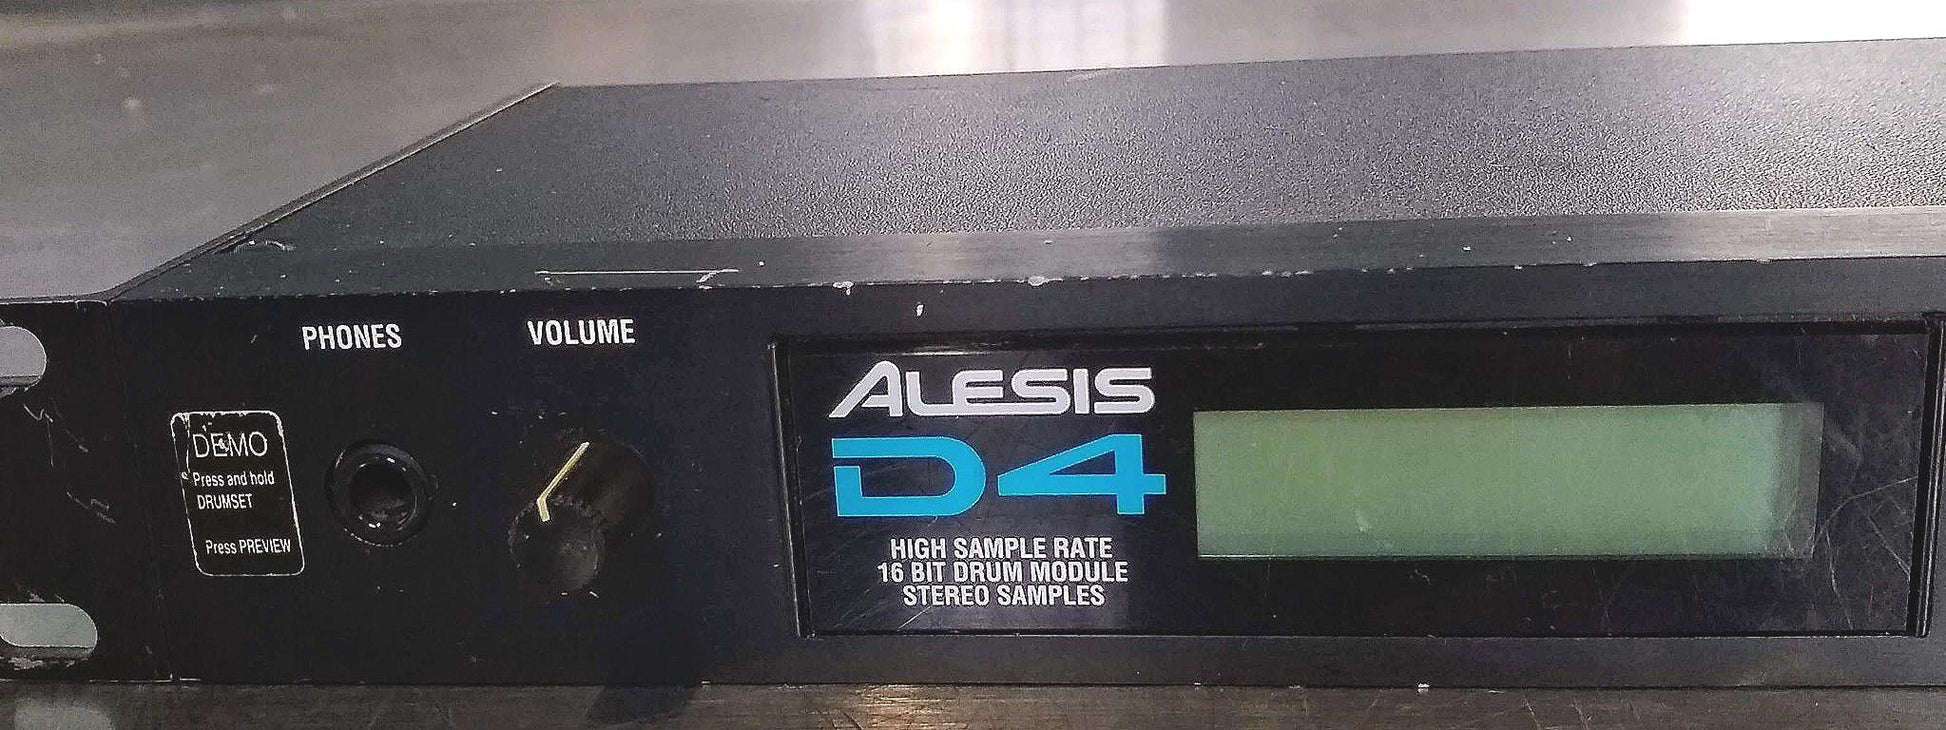 PHONES
VOLUME
DEMO
Press and hold
DRUMSET
Press PREVIEW
ALESIS
D4
HIGH SAMPLE RATE
16 BIT DRUM MODULE
STEREO SAMPLES